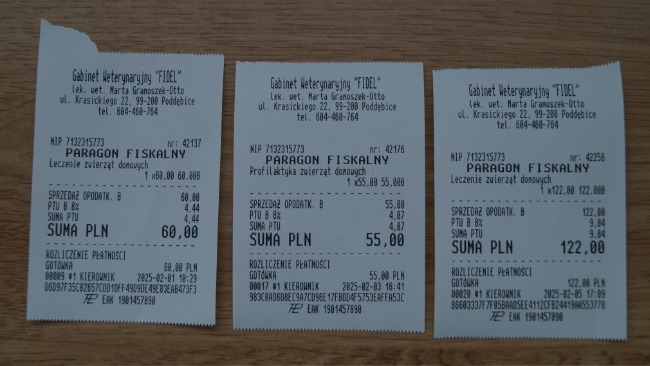 Gabinet Weterynaryjny "FIDEL"
lek. wet. Marta Gramoszek-Otto
ul. Krasickiego 22, 99-200 Poddębice
tel. 604-460-764
NIP 7132315773 nr: 42137
PARAGON FISKALNY
Leczenie zwierząt domowych
1 x60,00 60,00B
SPRZEDAŻ OPODATK. B 60,00
PTU B 8% 4,44
SUMA PTU 4,44
SUMA PLN 60,00
ROZLICZENIE PŁATNOŚCI
GOTÓWKA 60,00 PLN
00009 #1 KIEROWNIK 2025-02-01 10:29
EAK 1901457890
Gabinet Weterynaryjny "FIDEL"
lek. wet. Marta Gramoszek-Otto
ul. Krasickiego 22, 99-200 Poddębice
tel. 604-460-764
NIP 7132315773 nr: 42176
PARAGON FISKALNY
Profilaktyka zwierząt domowych
1 x55,00 55,00B
SPRZEDAŻ OPODATK. B 55,00
PTU B 8% 4,07
SUMA PTU 4,07
SUMA PLN 55,00
ROZLICZENIE PŁATNOŚCI
GOTÓWKA 55,00 PLN
00017 #1 KIEROWNIK 2025-02-03 16:41
EAK 1901457890
Gabinet Weterynaryjny "FIDEL"
lek. wet. Marta Gramoszek-Otto
ul. Krasickiego 22, 99-200 Poddębice
tel. 604-460-764
NIP 7132315773 nr: 42256
PARAGON FISKALNY
Leczenie zwierząt domowych
1 x122,00 122,00B
SPRZEDAŻ OPODATK. B 122,00
PTU B 8% 9,04
SUMA PTU 9,04
SUMA PLN 122,00
ROZLICZENIE PŁATNOŚCI
GOTÓWKA 122,00 PLN
00020 #1 KIEROWNIK 2025-02-05 17:09
EAK 1901457890